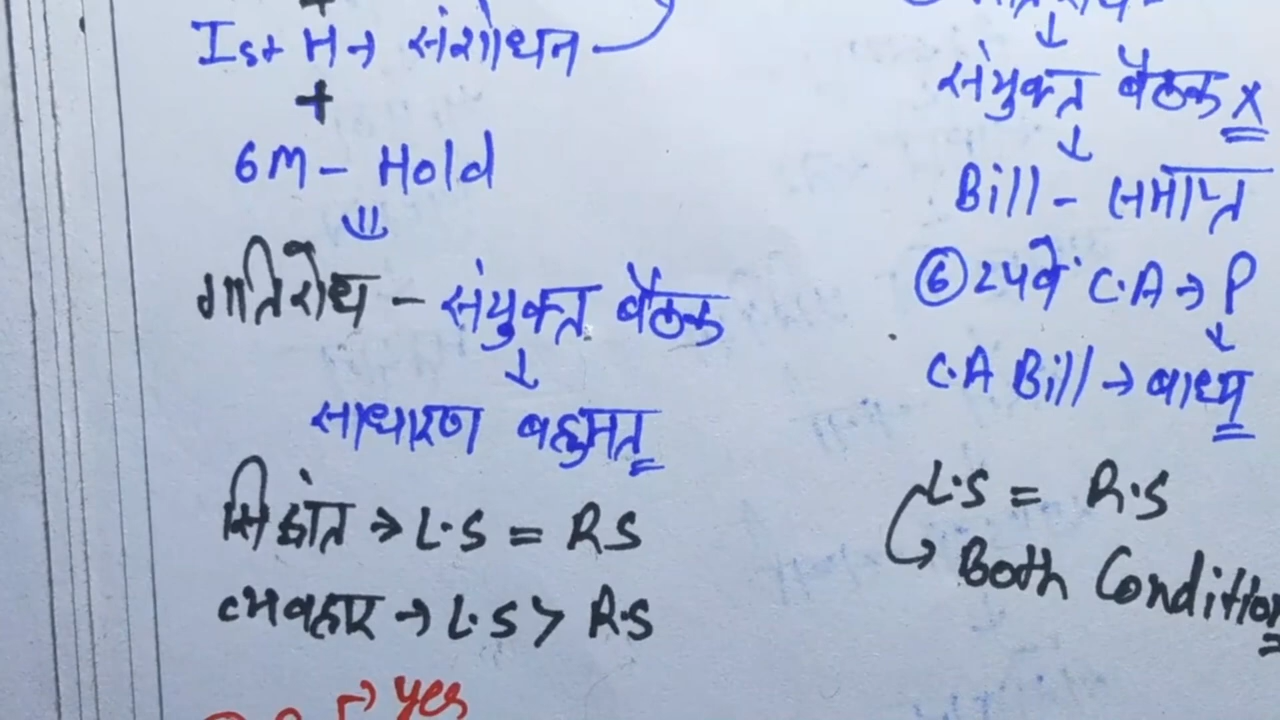 Ist H → संशोधन
+
6M - Hold
गतिरोध - संयुक्त बैठक
↓
साधारण बहुमत
सिद्धांत → L.S = RS
व्यवहार → L.S > R.S
→ yes
↓
संयुक्त बैठक X
↓
Bill - समाप्त
⑥ 24वें C.A → P
↓
C.A Bill → बाध्य
L.S = R.S
→ Both Condition